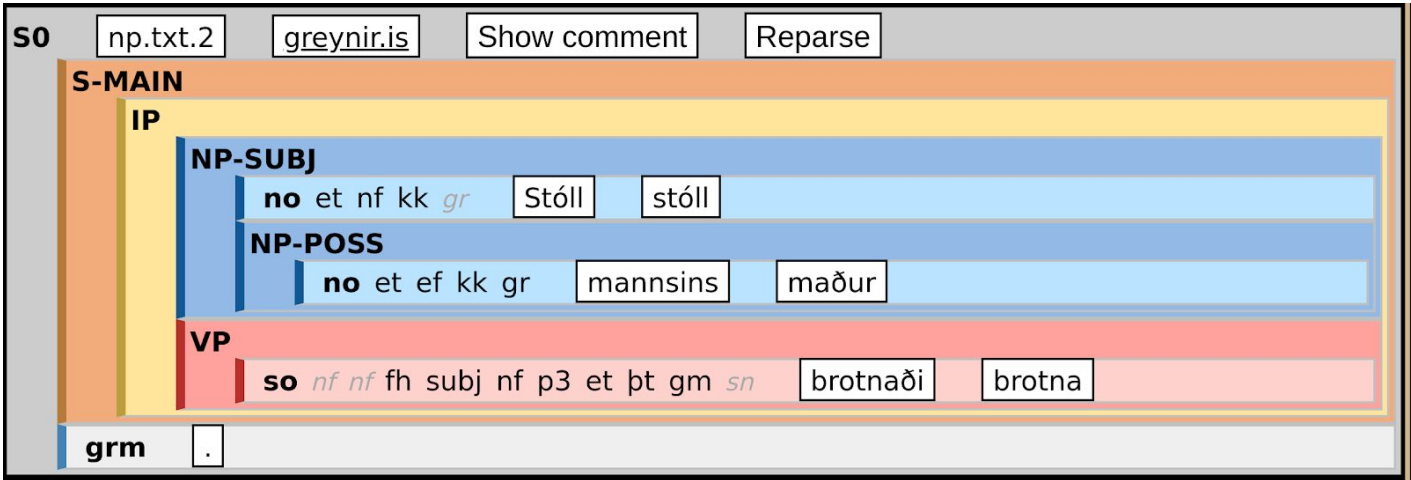 S0 np.txt.2 greynir.is Show comment Reparse
S-MAIN
IP
NP-SUBJ
no et nf kk gr Stóll stóll
NP-POSS
no et ef kk gr mannsins maður
VP
so nf nf fh subj nf p3 et þt gm sn brotnaði brotna
grm .